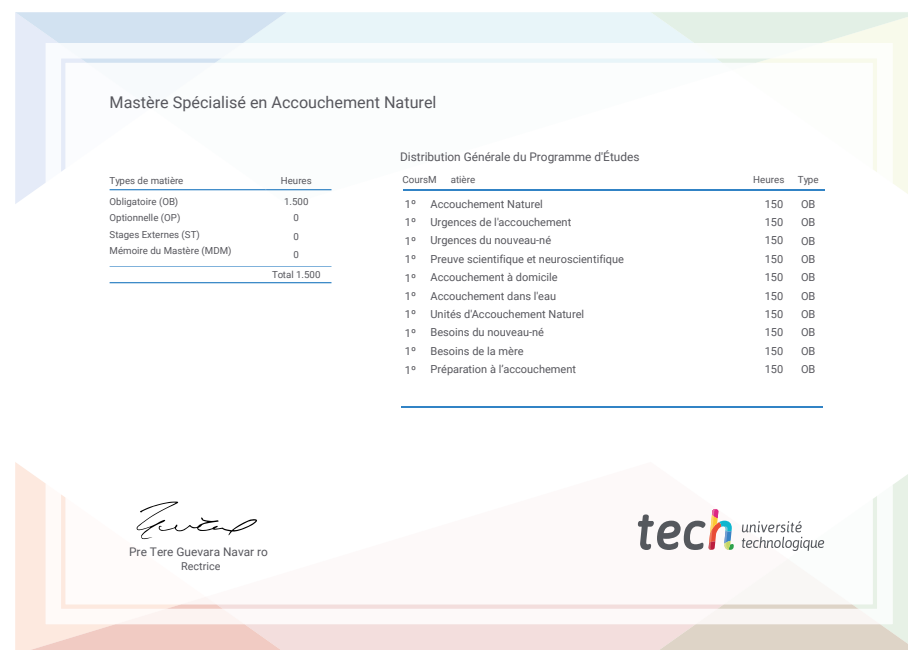 Mastère Spécialisé en Accouchement Naturel
Types de matière Heures
Obligatoire (OB) 1.500
Optionnelle (OP) 0
Stages Externes (ST) 0
Mémoire du Mastère (MDM) 0
Total 1.500
Distribution Générale du Programme d'Études
CoursM atière Heures Type
1º Accouchement Naturel 150 OB
1º Urgences de l'accouchement 150 OB
1º Urgences du nouveau-né 150 OB
1º Preuve scientifique et neuroscientifique 150 OB
1º Accouchement à domicile 150 OB
1º Accouchement dans l'eau 150 OB
1º Unités d'Accouchement Naturel 150 OB
1º Besoins du nouveau-né 150 OB
1º Besoins de la mère 150 OB
1º Préparation à l'accouchement 150 OB
Pre Tere Guevara Navar ro
Rectrice
tech université
technologique